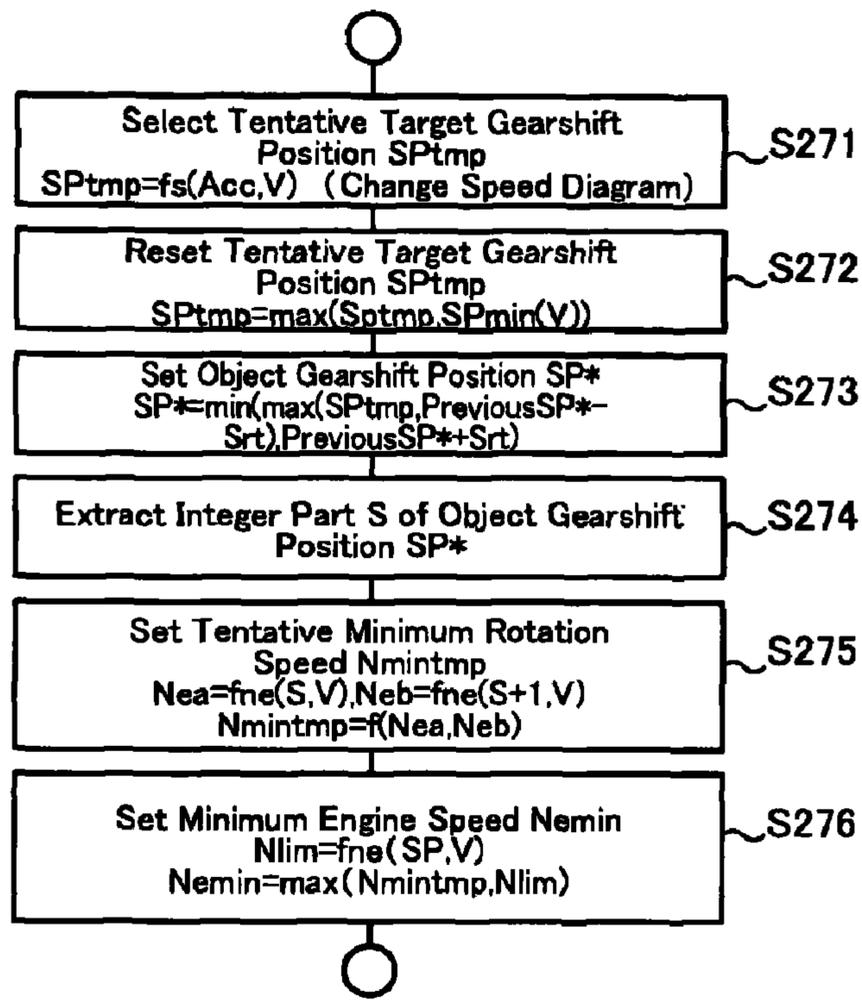 Select Tentative Target Gearshift
Position SPtmp
SPtmp=fs(Acc,V) (Change Speed Diagram)
S271
Reset Tentative Target Gearshift
Position SPtmp
SPtmp=max(Sptmp,SPmin(V))
S272
Set Object Gearshift Position SP*
SP*=min(max(SPtmp,PreviousSP*-
Srt),PreviousSP*+Srt)
S273
Extract Integer Part S of Object Gearshift
Position SP*
S274
Set Tentative Minimum Rotation
Speed Nmintmp
Nea=fne(S,V),Neb=fne(S+1,V)
Nmintmp=f(Nea,Neb)
S275
Set Minimum Engine Speed Nemin
Nlim=fne(SP,V)
Nemin=max(Nmintmp,Nlim)
S276